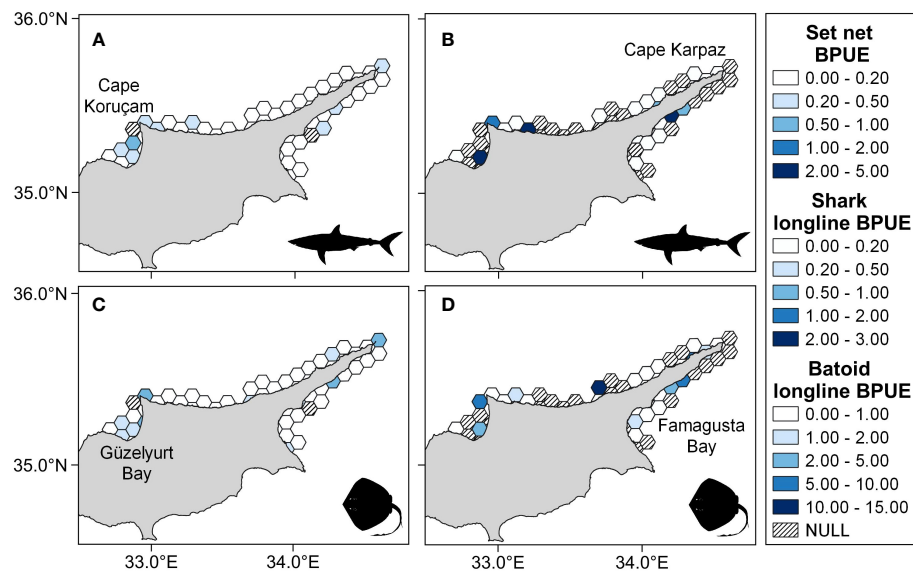 36.0°N
A
Cape
Koruçam
B
Cape Karpaz
35.0°N
36.0°N
C
Güzelyurt
Bay
D
Famagusta
Bay
35.0°N
33.0°E
34.0°E
33.0°E
34.0°E
Set net
BPUE
0.00 - 0.20
0.20 - 0.50
0.50 - 1.00
1.00 - 2.00
2.00 - 5.00
Shark
longline BPUE
0.00 - 0.20
0.20 - 0.50
0.50 - 1.00
1.00 - 2.00
2.00 - 3.00
Batoid
longline BPUE
0.00 - 1.00
1.00 - 2.00
2.00 - 5.00
5.00 - 10.00
10.00 - 15.00
NULL